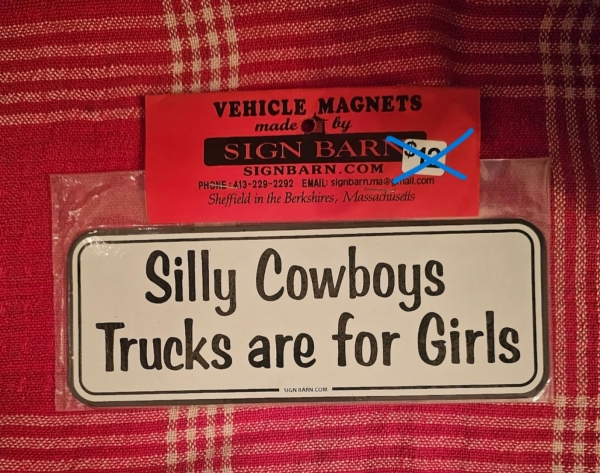 VEHICLE MAGNETS
made by
SIGN BARN
SIGNBARN.COM
PHONE: 413-229-2292 EMAIL: signbarn.ma@gmail.com
Sheffield in the Berkshires, Massachusetts
Silly Cowboys
Trucks are for Girls
SIGN BARN.COM